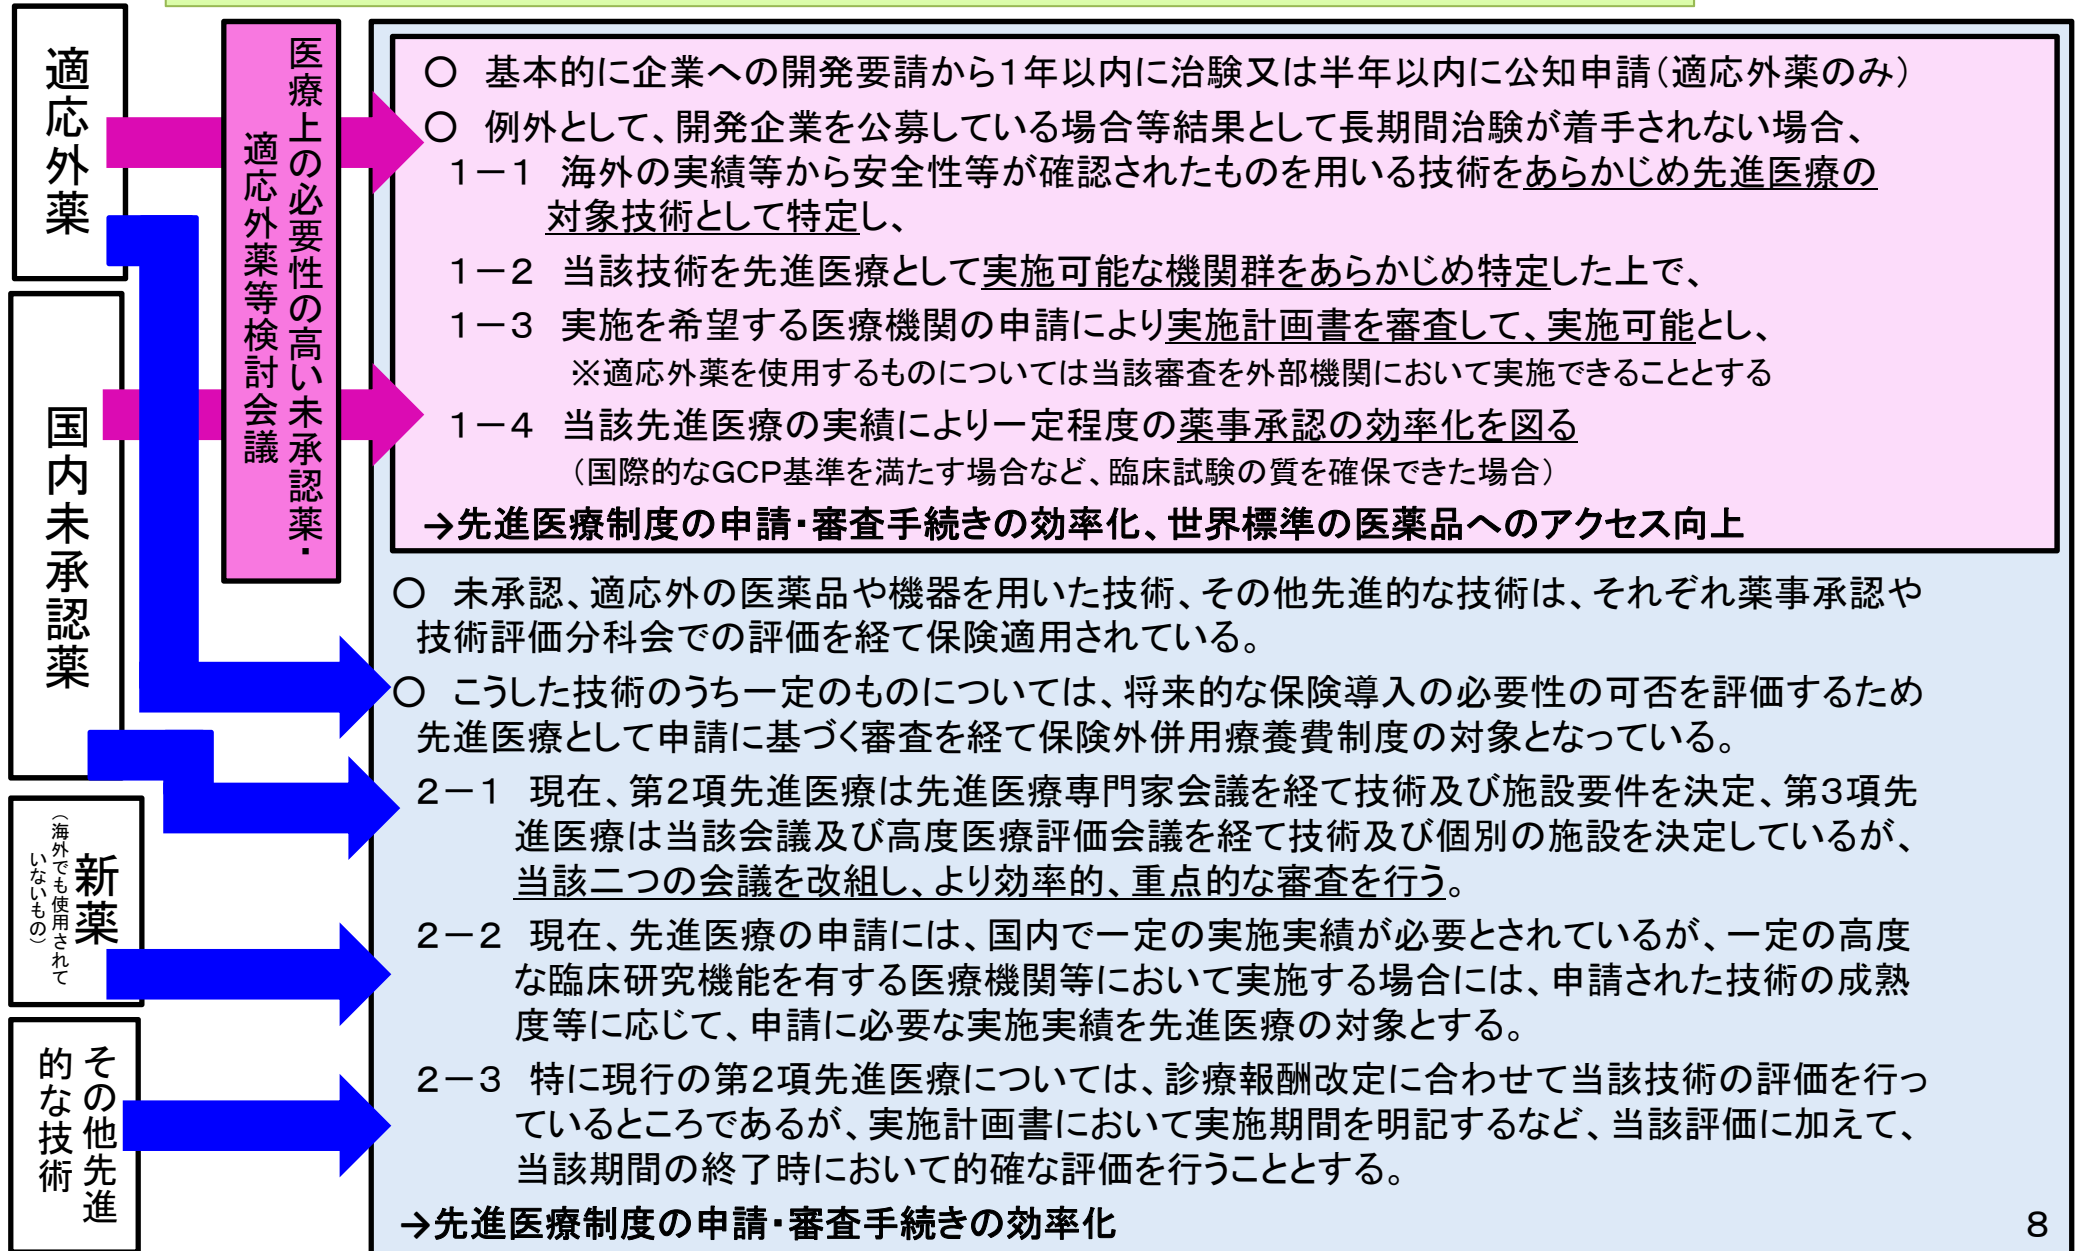 適応外薬
国内未承認薬
新薬
（海外でも使用されて
いないもの）
その他先進
的な技術
医療上の必要性の高い未承認薬・
適応外薬等検討会議
○　基本的に企業への開発要請から１年以内に治験又は半年以内に公知申請（適応外薬のみ）
○　例外として、開発企業を公募している場合等結果として長期間治験が着手されない場合、
１－１　海外の実績等から安全性等が確認されたものを用いる技術をあらかじめ先進医療の
対象技術として特定し、
１－２　当該技術を先進医療として実施可能な機関群をあらかじめ特定した上で、
１－３　実施を希望する医療機関の申請により実施計画書を審査して、実施可能とし、
※適応外薬を使用するものについては当該審査を外部機関において実施できることとする
１－４　当該先進医療の実績により一定程度の薬事承認の効率化を図る
（国際的なGCP基準を満たす場合など、臨床試験の質を確保できた場合）
→先進医療制度の申請・審査手続きの効率化、世界標準の医薬品へのアクセス向上
○　未承認、適応外の医薬品や機器を用いた技術、その他先進的な技術は、それぞれ薬事承認や
技術評価分科会での評価を経て保険適用されている。
○　こうした技術のうち一定のものについては、将来的な保険導入の必要性の可否を評価するため
先進医療として申請に基づく審査を経て保険外併用療養費制度の対象となっている。
２－１　現在、第２項先進医療は先進医療専門家会議を経て技術及び施設要件を決定、第３項先
進医療は当該会議及び高度医療評価会議を経て技術及び個別の施設を決定しているが、
当該二つの会議を改組し、より効率的、重点的な審査を行う。
２－２　現在、先進医療の申請には、国内で一定の実施実績が必要とされているが、一定の高度
な臨床研究機能を有する医療機関等において実施する場合には、申請された技術の成熟
度等に応じて、申請に必要な実施実績を先進医療の対象とする。
２－３　特に現行の第２項先進医療については、診療報酬改定に合わせて当該技術の評価を行っ
ているところであるが、実施計画書において実施期間を明記するなど、当該評価に加えて、
当該期間の終了時において的確な評価を行うこととする。
→先進医療制度の申請・審査手続きの効率化
8